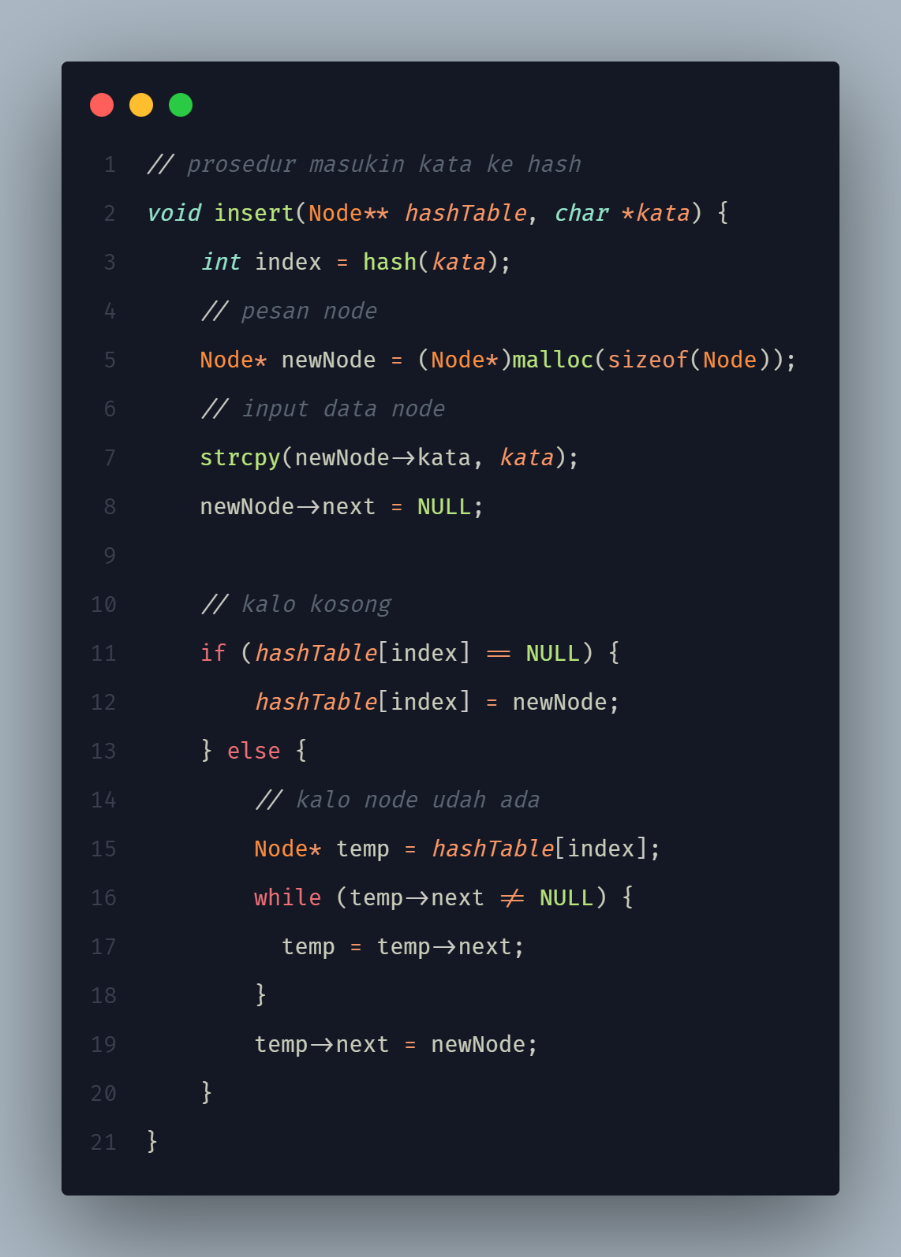 1 // prosedur masukin kata ke hash
2 void insert(Node** hashTable, char *kata) {
3     int index = hash(kata);
4     // pesan node
5     Node* newNode = (Node*)malloc(sizeof(Node));
6     // input data node
7     strcpy(newNode->kata, kata);
8     newNode->next = NULL;
9
10     // kalo kosong
11     if (hashTable[index] == NULL) {
12         hashTable[index] = newNode;
13     } else {
14         // kalo node udah ada
15         Node* temp = hashTable[index];
16         while (temp->next != NULL) {
17           temp = temp->next;
18         }
19         temp->next = newNode;
20     }
21 }